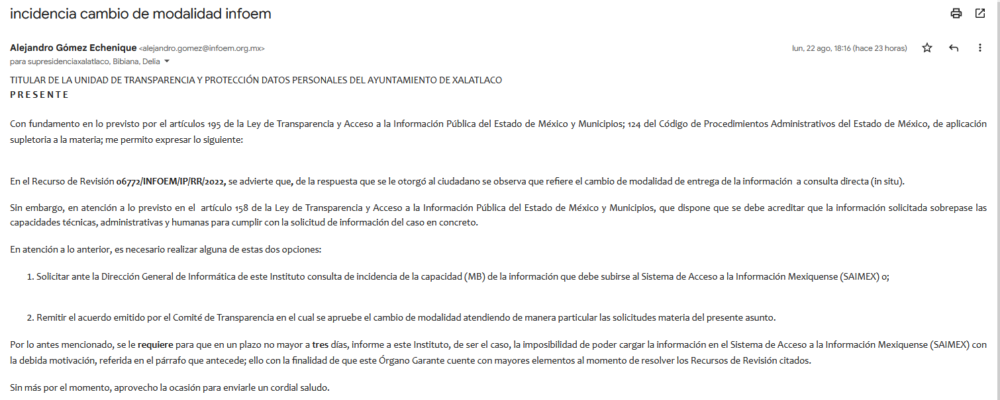 incidencia cambio de modalidad infoem
Alejandro Gómez Echenique <alejandro.gomez@infoem.org.mx>
lun, 22 ago, 18:16 (hace 23 horas)
para supresidenciaxalatlaco, Bibiana, Delia
TITULAR DE LA UNIDAD DE TRANSPARENCIA Y PROTECCIÓN DATOS PERSONALES DEL AYUNTAMIENTO DE XALATLACO
P R E S E N T E
Con fundamento en lo previsto por el artículos 195 de la Ley de Transparencia y Acceso a la Información Pública del Estado de México y Municipios; 124 del Código de Procedimientos Administrativos del Estado de México, de aplicación
supletoria a la materia; me permito expresar lo siguiente:
En el Recurso de Revisión 06772/INFOEM/IP/RR/2022, se advierte que, de la respuesta que se le otorgó al ciudadano se observa que refiere el cambio de modalidad de entrega de la información a consulta directa (in situ).
Sin embargo, en atención a lo previsto en el artículo 158 de la Ley de Transparencia y Acceso a la Información Pública del Estado de México y Municipios, que dispone que se debe acreditar que la información solicitada sobrepase las
capacidades técnicas, administrativas y humanas para cumplir con la solicitud de información del caso en concreto.
En atención a lo anterior, es necesario realizar alguna de estas dos opciones:
1. Solicitar ante la Dirección General de Informática de este Instituto consulta de incidencia de la capacidad (MB) de la información que debe subirse al Sistema de Acceso a la Información Mexiquense (SAIMEX) o;
2. Remitir el acuerdo emitido por el Comité de Transparencia en el cual se apruebe el cambio de modalidad atendiendo de manera particular las solicitudes materia del presente asunto.
Por lo antes mencionado, se le requiere para que en un plazo no mayor a tres días, informe a este Instituto, de ser el caso, la imposibilidad de poder cargar la información en el Sistema de Acceso a la Información Mexiquense (SAIMEX) con
la debida motivación, referida en el párrafo que antecede; ello con la finalidad de que este Órgano Garante cuente con mayores elementos al momento de resolver los Recursos de Revisión citados.
Sin más por el momento, aprovecho la ocasión para enviarle un cordial saludo.